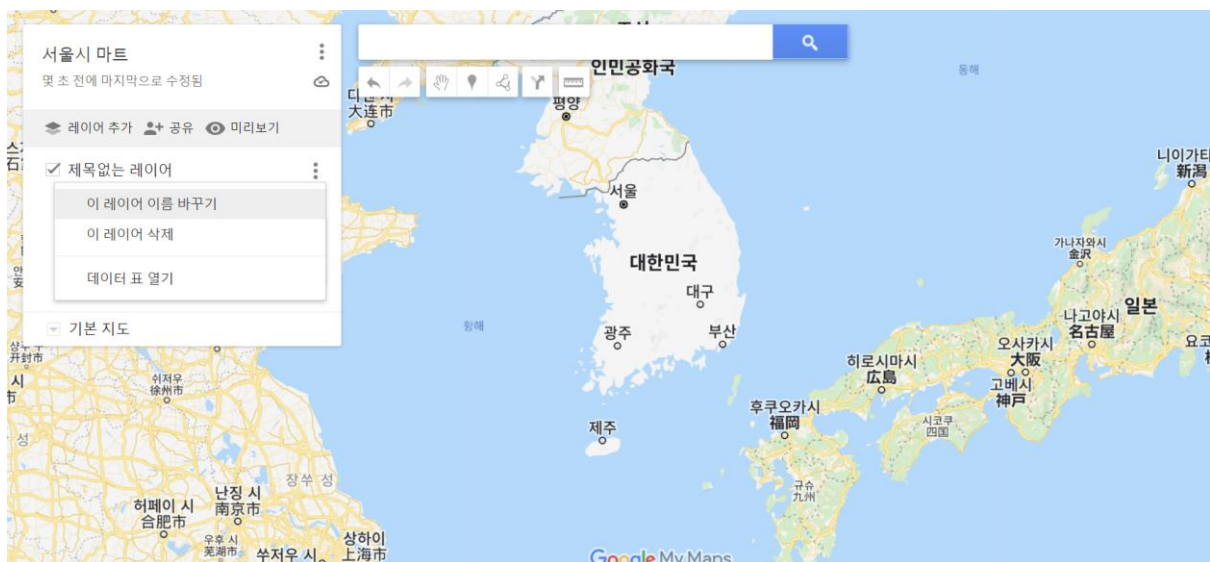 서울시 마트
몇 초 전에 마지막으로 수정됨
레이어 추가 공유 미리보기
제목없는 레이어
이 레이어 이름 바꾸기
이 레이어 삭제
데이터 표 열기
기본 지도
인민공화국
평양
大连市
서울
대한민국
대구
광주
부산
제주
동해
황해
니이가타
新潟
가나자와시
金沢
일본
나고야시
名古屋
오사카시
大阪
고베시
神戸
히로시마시
広島
후쿠오카시
福岡
시코쿠
四国
규슈
九州
쉬저우
徐州市
장쑤 성
난징 시
南京市
허페이 시
合肥市
우후 시
芜湖市
쑤저우 시
상하이
上海市
Google My Maps